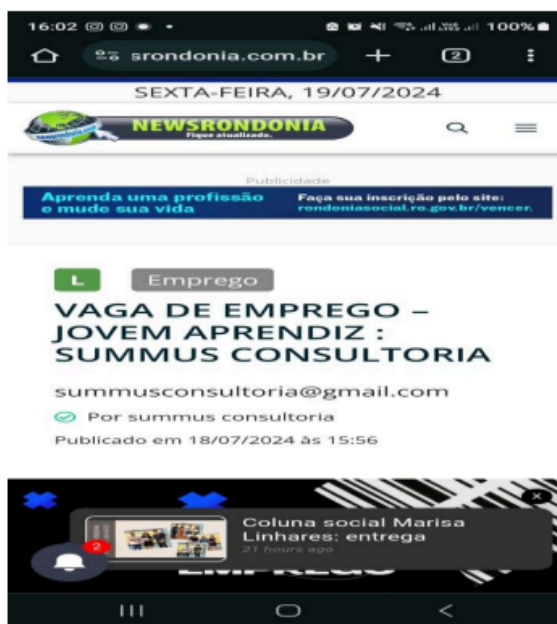 16:02
100%
srondonia.com.br
2
SEXTA-FEIRA, 19/07/2024
NEWSRONDONIA
Fique atualizado.
Publicidade
Aprenda uma profissão
e mude sua vida
Faça sua inscrição pelo site:
rondoniasocial.ro.gov.br/vencer.
L
Emprego
VAGA DE EMPREGO –
JOVEM APRENDIZ :
SUMMUS CONSULTORIA
summusconsultoria@gmail.com
Por summus consultoria
Publicado em 18/07/2024 às 15:56
Coluna social Marisa
Linhares: entrega
21 hours ago
2
EMPREGO